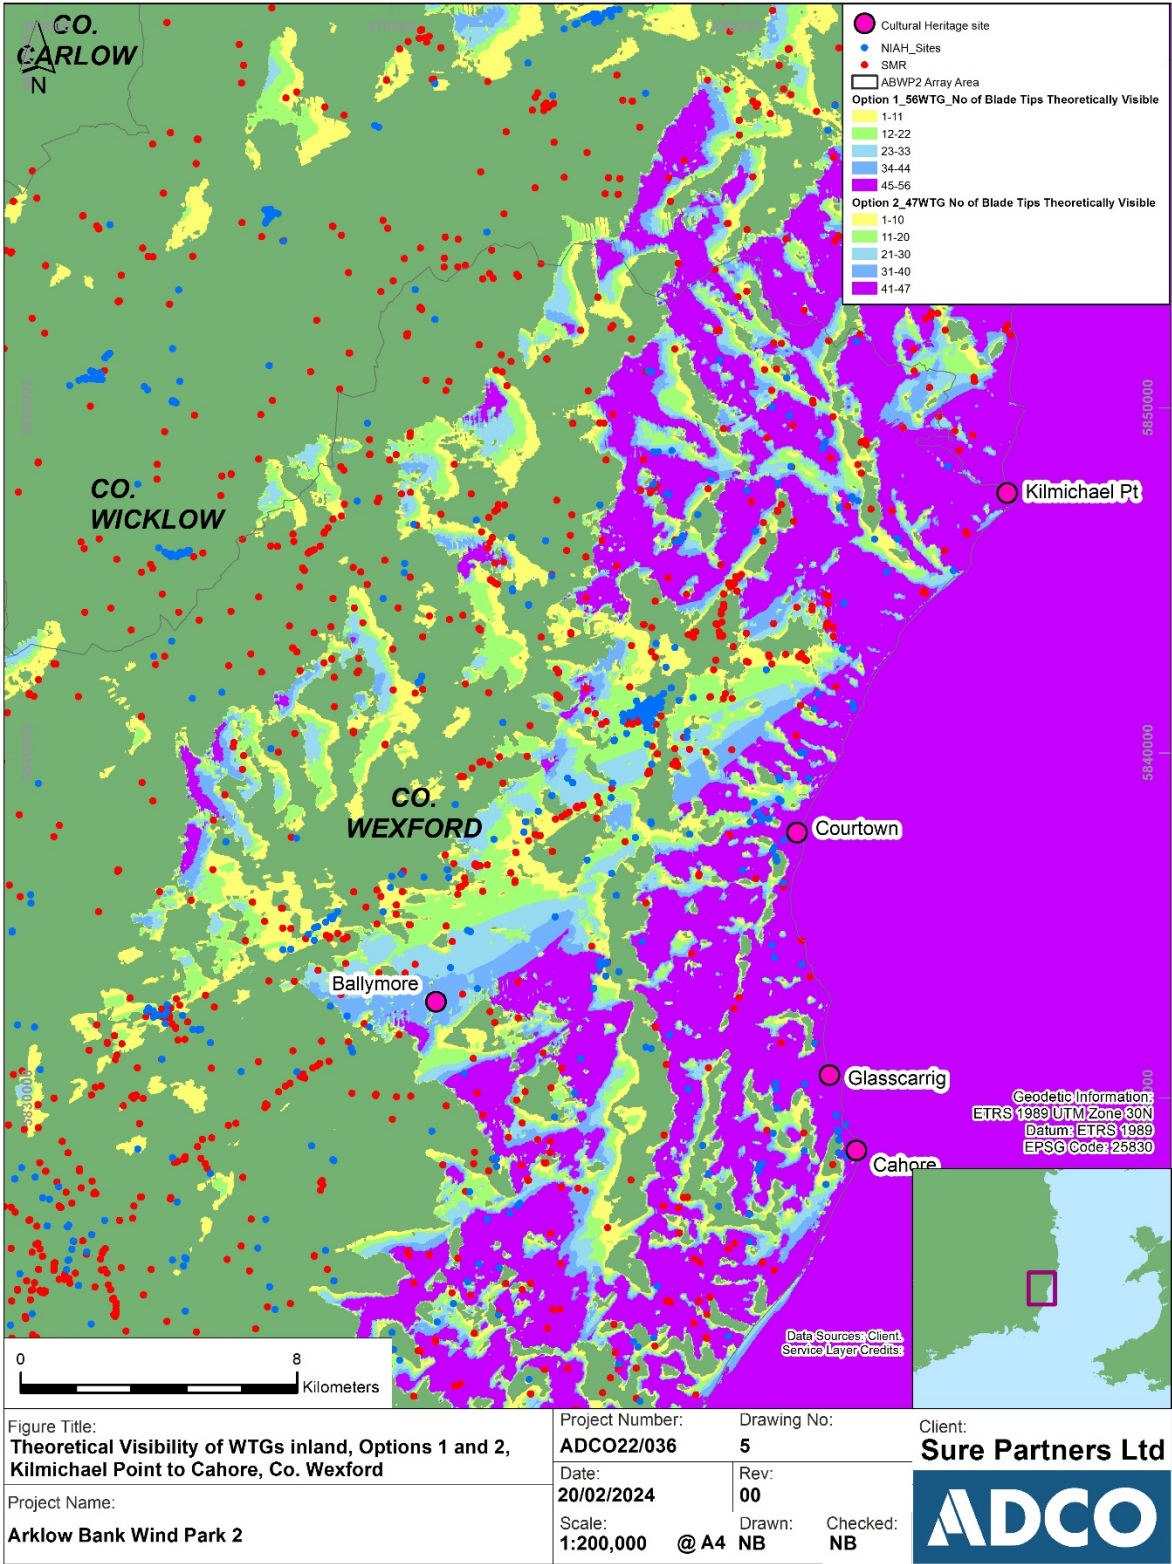 CO.
CARLOW
N
Cultural Heritage site
NIAH_Sites
SMR
ABWP2 Array Area
Option 1_56WTG_No of Blade Tips Theoretically Visible
1-11
12-22
23-33
34-44
45-56
Option 2_47WTG No of Blade Tips Theoretically Visible
1-10
11-20
21-30
31-40
41-47
5850000
CO.
WICKLOW
Kilmichael Pt
5840000
CO.
WEXFORD
Courtown
Ballymore
Glasscarrig
5830000
Geodetic Information:
ETRS 1989 UTM Zone 30N
Datum: ETRS 1989
EPSG Code: 25830
Cahore
Data Sources: Client.
Service Layer Credits:
0 8
Kilometers
Figure Title:
Theoretical Visibility of WTGs inland, Options 1 and 2,
Kilmichael Point to Cahore, Co. Wexford
Project Name:
Arklow Bank Wind Park 2
Project Number:
ADCO22/036
Drawing No:
5
Date:
20/02/2024
Rev:
00
Scale:
1:200,000 @ A4
Drawn:
NB
Checked:
NB
Client:
Sure Partners Ltd
ADCO